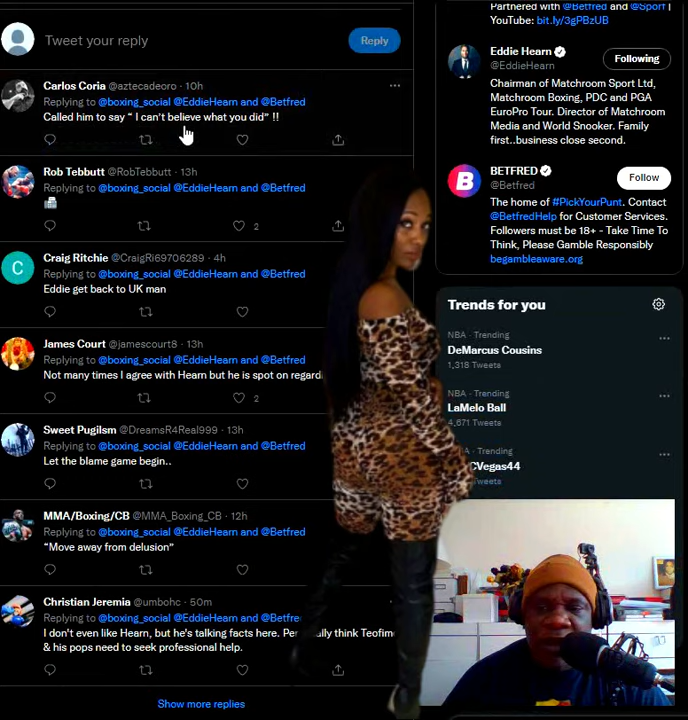 Tweet your reply
Reply
Carlos Coria @aztecadeoro · 10h
Replying to @boxing_social @EddieHearn and @Betfred
Called him to say “ I can't believe what you did” !!
Rob Tebbutt @RobTebbutt · 13h
Replying to @boxing_social @EddieHearn and @Betfred
2
C
Craig Ritchie @CraigRi69706289 · 4h
Replying to @boxing_social @EddieHearn and @Betfred
Eddie get back to UK man
James Court @jamescourt8 · 13h
Replying to @boxing_social @EddieHearn and @Betfred
Not many times I agree with Hearn but he is spot on
2
Sweet Pugilsm @DreamsR4Real999 · 13h
Replying to @boxing_social @EddieHearn and @Betfred
Let the blame game begin..
MMA/Boxing/CB @MMA_Boxing_CB · 12h
Replying to @boxing_social @EddieHearn and @Betfred
“Move away from delusion”
Christian Jeremia @umbohc · 50m
Replying to @boxing_social @EddieHearn and
I don't even like Hearn, but he's talking facts here. think
& his pops need to seek professional help.
Show more replies
Partnered with @Betfred and |
YouTube: bit.ly/3gPBzUB
Eddie Hearn
@EddieHearn
Following
Chairman of Matchroom Sport Ltd,
Matchroom Boxing, PDC and PGA
EuroPro Tour. Director of Matchroom
Media and World Snooker. Family
first..business close second.
B
BETFRED
@Betfred
Follow
The home of #PickYourPunt. Contact
@BetfredHelp for Customer Services.
Followers must be 18+ - Take Time To
Think, Please Gamble Responsibly
begambleaware.org
Trends for you
NBA · Trending
DeMarcus Cousins
1,318 Tweets
NBA · Trending
LaMelo Ball
4,671 Tweets
· Trending
CVegas44
Tweets